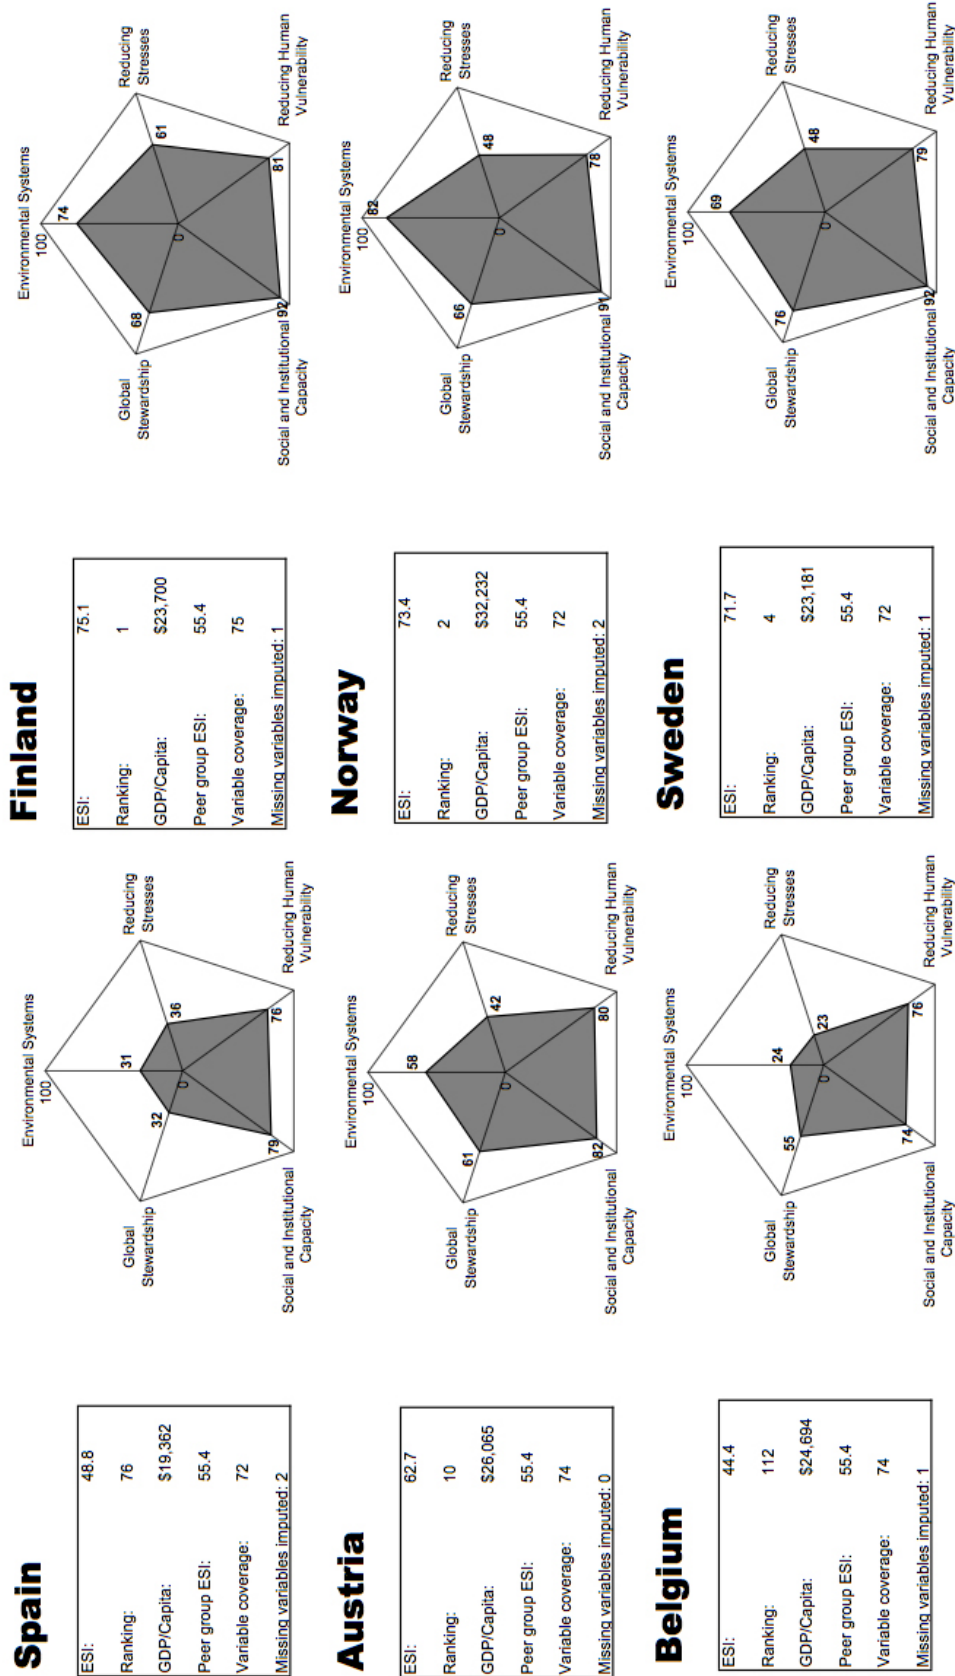 Finland
ESI: 75.1
Ranking: 1
GDP/Capita: $23,700
Peer group ESI: 55.4
Variable coverage: 75
Missing variables imputed: 1
Environmental Systems
100
74
Reducing
Stresses
61
Reducing Human
Vulnerability
81
Social and Institutional
Capacity
92
Global
Stewardship
68
0
Norway
ESI: 73.4
Ranking: 2
GDP/Capita: $32,232
Peer group ESI: 55.4
Variable coverage: 72
Missing variables imputed: 2
Environmental Systems
100
82
Reducing
Stresses
48
Reducing Human
Vulnerability
78
Social and Institutional
Capacity
91
Global
Stewardship
66
0
Sweden
ESI: 71.7
Ranking: 4
GDP/Capita: $23,181
Peer group ESI: 55.4
Variable coverage: 72
Missing variables imputed: 1
Environmental Systems
100
69
Reducing
Stresses
48
Reducing Human
Vulnerability
79
Social and Institutional
Capacity
92
Global
Stewardship
76
0
Spain
ESI: 48.8
Ranking: 76
GDP/Capita: $19,362
Peer group ESI: 55.4
Variable coverage: 72
Missing variables imputed: 2
Environmental Systems
100
31
Reducing
Stresses
36
Reducing Human
Vulnerability
76
Social and Institutional
Capacity
79
Global
Stewardship
32
0
Austria
ESI: 62.7
Ranking: 10
GDP/Capita: $26,065
Peer group ESI: 55.4
Variable coverage: 74
Missing variables imputed: 0
Environmental Systems
100
58
Reducing
Stresses
42
Reducing Human
Vulnerability
80
Social and Institutional
Capacity
82
Global
Stewardship
61
0
Belgium
ESI: 44.4
Ranking: 112
GDP/Capita: $24,694
Peer group ESI: 55.4
Variable coverage: 74
Missing variables imputed: 1
Environmental Systems
100
24
Reducing
Stresses
23
Reducing Human
Vulnerability
76
Social and Institutional
Capacity
74
Global
Stewardship
55
0